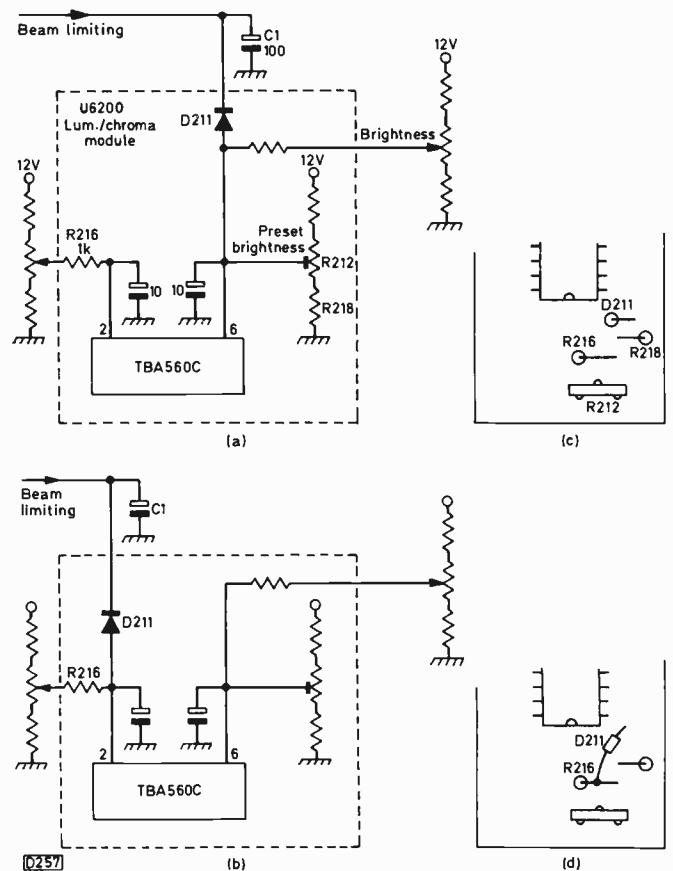 Beam limiting
C1
100
12V
U6200
Lum./chroma
module
D211
Brightness
12V
12V
R216
1k
Preset
brightness
R212
10
10
R218
2
6
TBA560C
(a)
D211
R216
R218
R212
(c)
Beam
limiting
C1
D211
R216
2
6
TBA560C
D257
(b)
D211
R216
(d)